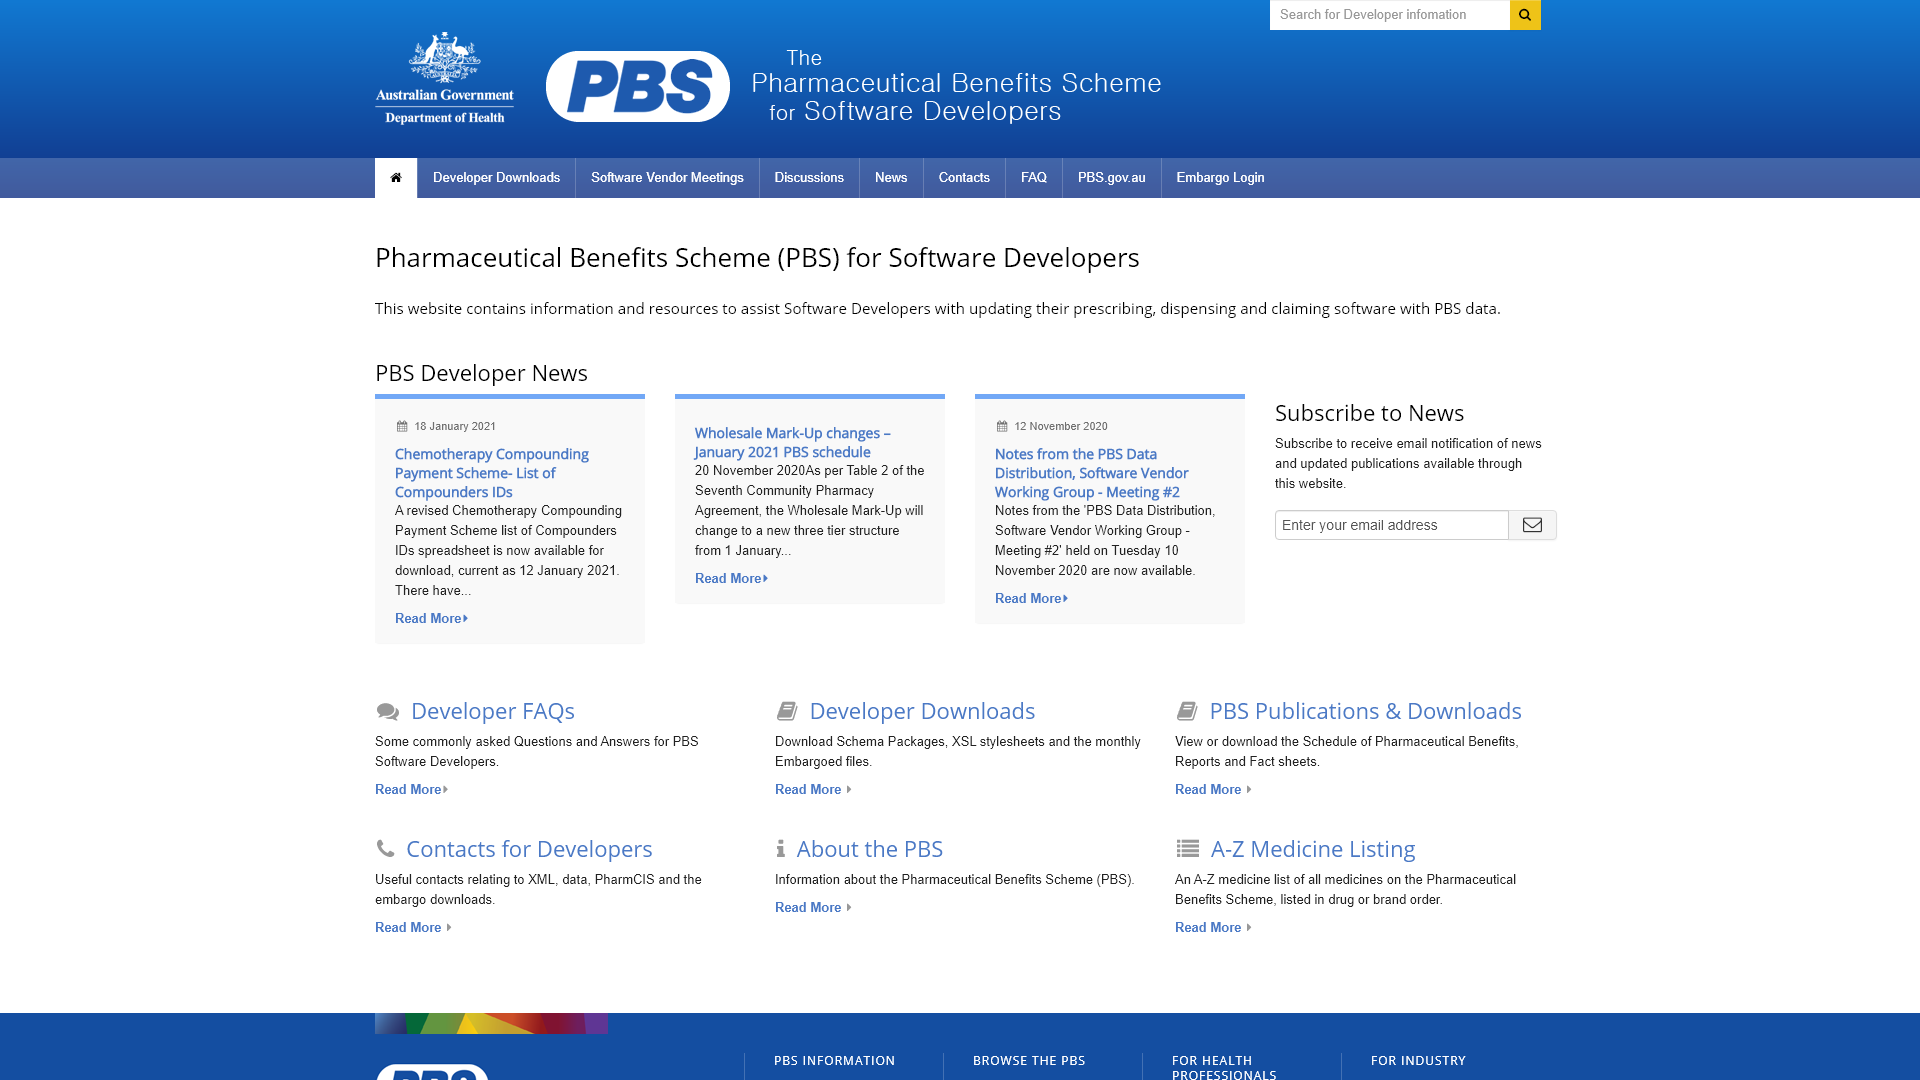 Search for Developer infomation
Australian Government
Department of Health
PBS
The
Pharmaceutical Benefits Scheme
for Software Developers
Developer Downloads
Software Vendor Meetings
Discussions
News
Contacts
FAQ
PBS.gov.au
Embargo Login
Pharmaceutical Benefits Scheme (PBS) for Software Developers
This website contains information and resources to assist Software Developers with updating their prescribing, dispensing and claiming software with PBS data.
PBS Developer News
18 January 2021
Chemotherapy Compounding
Payment Scheme- List of
Compounders IDs
A revised Chemotherapy Compounding
Payment Scheme list of Compounders
IDs spreadsheet is now available for
download, current as 12 January 2021.
There have...
Read More
Wholesale Mark-Up changes –
January 2021 PBS schedule
20 November 2020As per Table 2 of the
Seventh Community Pharmacy
Agreement, the Wholesale Mark-Up will
change to a new three tier structure
from 1 January...
Read More
12 November 2020
Notes from the PBS Data
Distribution, Software Vendor
Working Group - Meeting #2
Notes from the 'PBS Data Distribution,
Software Vendor Working Group -
Meeting #2' held on Tuesday 10
November 2020 are now available.
Read More
Subscribe to News
Subscribe to receive email notification of news
and updated publications available through
this website.
Enter your email address
Developer FAQs
Some commonly asked Questions and Answers for PBS
Software Developers.
Read More
Developer Downloads
Download Schema Packages, XSL stylesheets and the monthly
Embargoed files.
Read More
PBS Publications & Downloads
View or download the Schedule of Pharmaceutical Benefits,
Reports and Fact sheets.
Read More
Contacts for Developers
Useful contacts relating to XML, data, PharmCIS and the
embargo downloads.
Read More
About the PBS
Information about the Pharmaceutical Benefits Scheme (PBS).
Read More
A-Z Medicine Listing
An A-Z medicine list of all medicines on the Pharmaceutical
Benefits Scheme, listed in drug or brand order.
Read More
PBS
PBS INFORMATION
BROWSE THE PBS
FOR HEALTH
PROFESSIONALS
FOR INDUSTRY